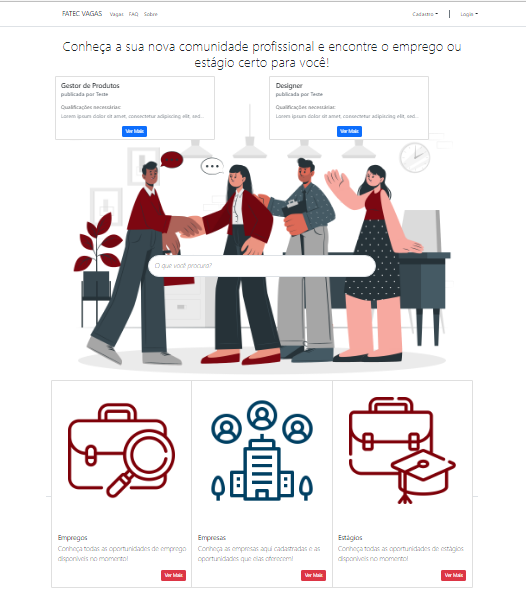 FATEC VAGAS Vagas FAQ Sobre Cadastro | Login
Conheça a sua nova comunidade profissional e encontre o emprego ou
estágio certo para você!
Gestor de Produtos
publicada por Teste
Qualificações necessárias:
Lorem ipsum dolor sit amet, consectetur adipiscing elit, sed...
Ver Mais
Designer
publicada por Teste
Qualificações necessárias:
Lorem ipsum dolor sit amet, consectetur adipiscing elit, sed...
Ver Mais
O que você procura?
Empregos
Conheça todas as oportunidades de emprego
disponíveis no momento!
Ver Mais
Empresas
Conheça as empresas aqui cadastradas e as
oportunidades que elas oferecem!
Ver Mais
Estágios
Conheça todas as oportunidades de estágios
disponíveis no momento!
Ver Mais